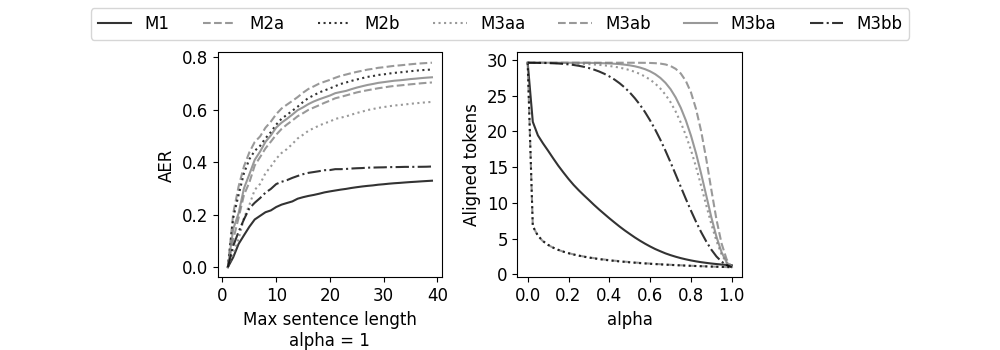 M1 M2a M2b M3aa M3ab M3ba M3bb
0.8
0.6
0.4
0.2
0.0
AER
0 10 20 30 40
Max sentence length
alpha = 1
30
25
20
15
10
5
0
Aligned tokens
0.0 0.2 0.4 0.6 0.8 1.0
alpha